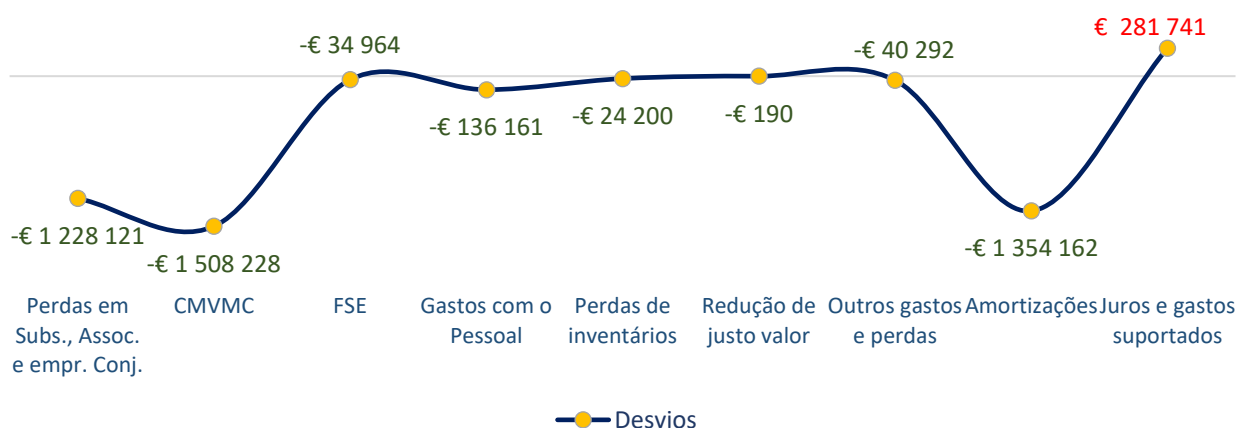 -€ 34 964
-€ 40 292
€ 281 741
-€ 136 161
-€ 24 200
-€ 190
-€ 1 228 121
-€ 1 508 228
-€ 1 354 162
Perdas em
Subs., Assoc.
e empr. Conj.
CMVMC
FSE
Gastos com o
Pessoal
Perdas de
inventários
Redução de
justo valor
Outros gastos
e perdas
Amortizações
Juros e gastos
suportados
Desvios